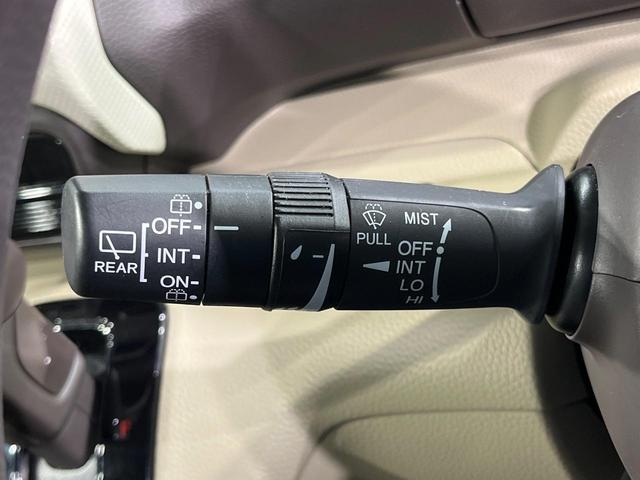 REAR
OFF
INT
ON
PULL
MIST
OFF
INT
LO
HI